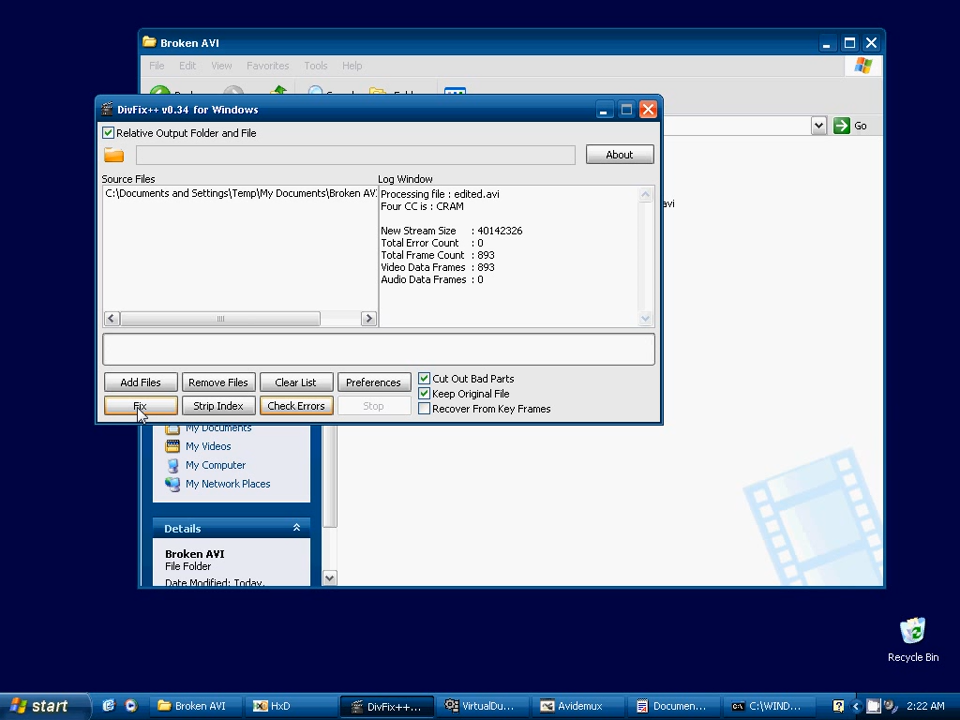 Broken AVI
File Edit View Favorites Tools Help
DivFix++ v0.34 for Windows
Relative Output Folder and File
Go
About
Source Files
Log Window
C:\Documents and Settings\Temp\My Documents\Broken AV
Processing file : edited.avi
Four CC is : CRAM
avi
New Stream Size : 40142326
Total Error Count : 0
Total Frame Count : 893
Video Data Frames : 893
Audio Data Frames : 0
Add Files Remove Files Clear List Preferences
Cut Out Bad Parts
Keep Original File
Fix Strip Index Check Errors Stop
Recover From Key Frames
My Documents
My Videos
My Computer
My Network Places
Details
Broken AVI
File Folder
Date Modified: Today,
Recycle Bin
start Broken AVI HxD DivFix++... VirtualDu... Avidemux Documen... C:\WIND... 2:22 AM